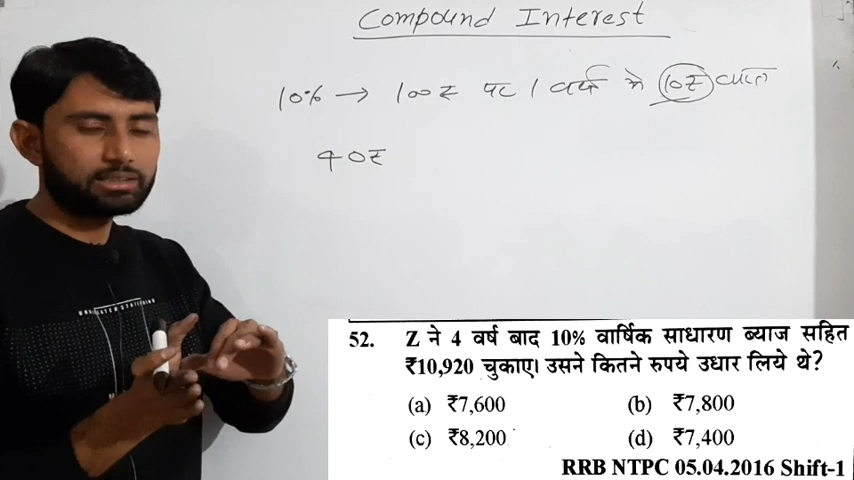 Compound Interest
10% → 100₹ पर 1 वर्ष मे 10₹ ब्याज
40₹
52. Z ने 4 वर्ष बाद 10% वार्षिक साधारण ब्याज सहित
₹10,920 चुकाए। उसने कितने रुपये उधार लिये थे?
(a) ₹7,600 (b) ₹7,800
(c) ₹8,200 (d) ₹7,400
RRB NTPC 05.04.2016 Shift-1